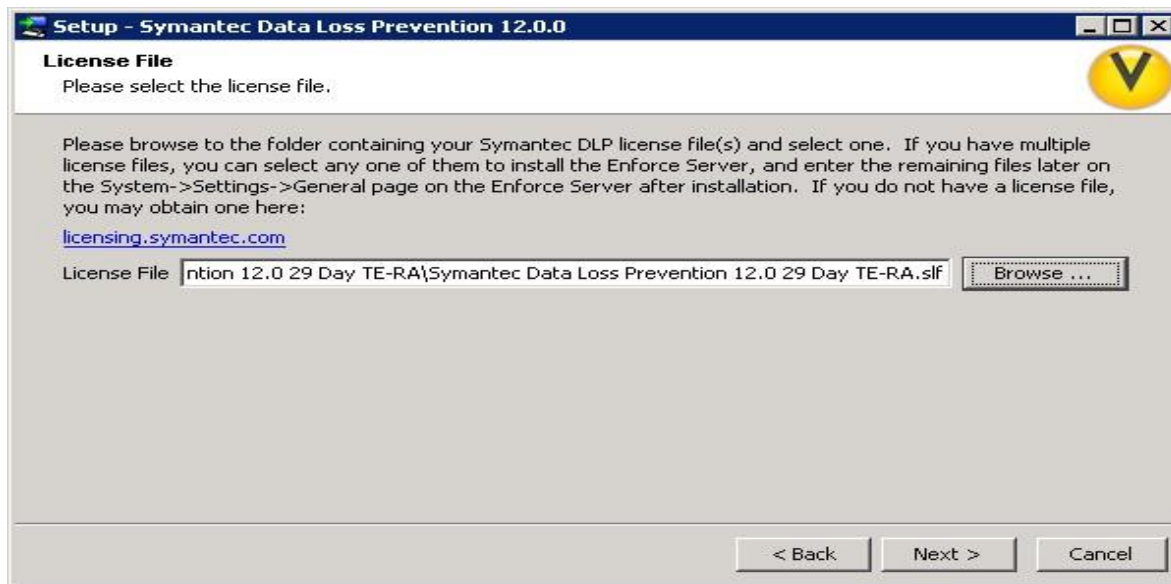 Setup - Symantec Data Loss Prevention 12.0.0
License File
Please select the license file.
Please browse to the folder containing your Symantec DLP license file(s) and select one.  If you have multiple
license files, you can select any one of them to install the Enforce Server, and enter the remaining files later on
the System->Settings->General page on the Enforce Server after installation.  If you do not have a license file,
you may obtain one here:
licensing.symantec.com
License File ntion 12.0 29 Day TE-RA\Symantec Data Loss Prevention 12.0 29 Day TE-RA.slf Browse ...
< Back Next > Cancel